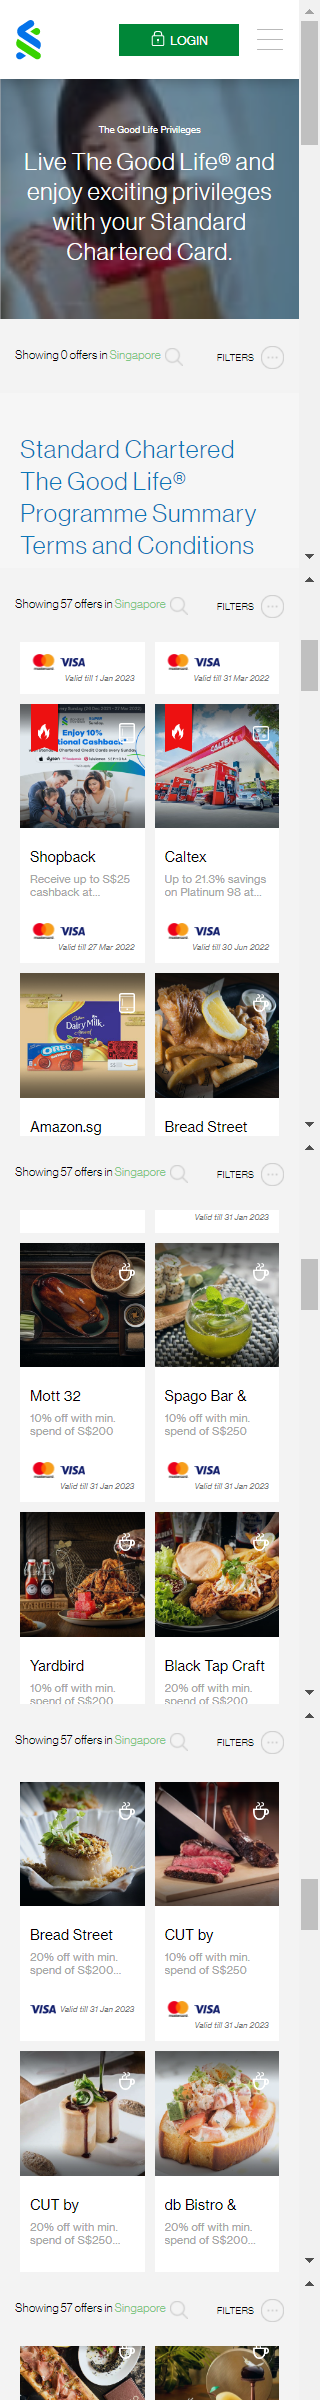 LOGIN
The Good Life Privileges
Live The Good Life® and
enjoy exciting privileges
with your Standard
Chartered Card.
Showing 0 offers in Singapore
FILTERS
Standard Chartered
The Good Life®
Programme Summary
Terms and Conditions
Showing 57 offers in Singapore
FILTERS
VISA
Valid till 1 Jan 2023
VISA
Valid till 31 Mar 2022
Enjoy 10%
tional Cashback
Shopback
Receive up to S$25
cashback at...
VISA
Valid till 27 Mar 2022
CALTEX
Caltex
Up to 21.3% savings
on Platinum 98 at...
VISA
Valid till 30 Jun 2022
Cadbury
Dairy Milk
OREO
Amazon.sg
Bread Street
Showing 57 offers in Singapore
FILTERS
Valid till 31 Jan 2023
Mott 32
10% off with min.
spend of S$200
VISA
Valid till 31 Jan 2023
Spago Bar &
10% off with min.
spend of S$250
VISA
Valid till 31 Jan 2023
Yardbird
10% off with min.
spend of S$200
Black Tap Craft
20% off with min.
spend of S$200
Showing 57 offers in Singapore
FILTERS
Bread Street
20% off with min.
spend of S$200...
VISA Valid till 31 Jan 2023
CUT by
10% off with min.
spend of S$250
VISA
Valid till 31 Jan 2023
CUT by
20% off with min.
spend of S$250...
db Bistro &
20% off with min.
spend of S$200...
Showing 57 offers in Singapore
FILTERS